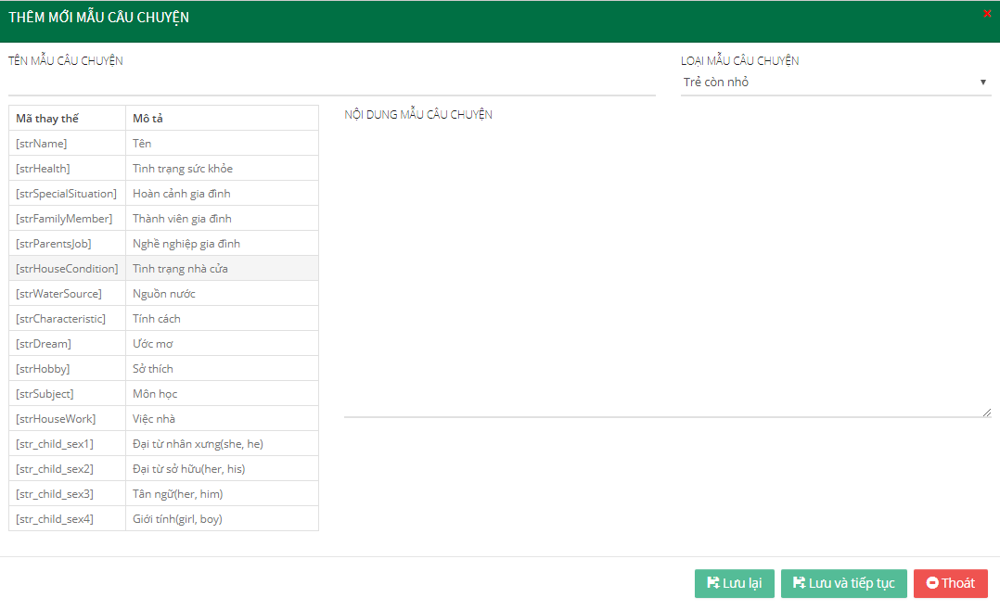 THÊM MỚI MẪU CÂU CHUYỆN
TÊN MẪU CÂU CHUYỆN
LOẠI MẪU CÂU CHUYỆN
Trẻ còn nhỏ
Mã thay thế Mô tả
[strName] Tên
[strHealth] Tình trạng sức khỏe
[strSpecialSituation] Hoàn cảnh gia đình
[strFamilyMember] Thành viên gia đình
[strParentsJob] Nghề nghiệp gia đình
[strHouseCondition] Tình trạng nhà cửa
[strWaterSource] Nguồn nước
[strCharacteristic] Tính cách
[strDream] Ước mơ
[strHobby] Sở thích
[strSubject] Môn học
[strHouseWork] Việc nhà
[str_child_sex1] Đại từ nhân xưng(she, he)
[str_child_sex2] Đại từ sở hữu(her, his)
[str_child_sex3] Tân ngữ(her, him)
[str_child_sex4] Giới tính(girl, boy)
NỘI DUNG MẪU CÂU CHUYỆN
Lưu lại Lưu và tiếp tục Thoát